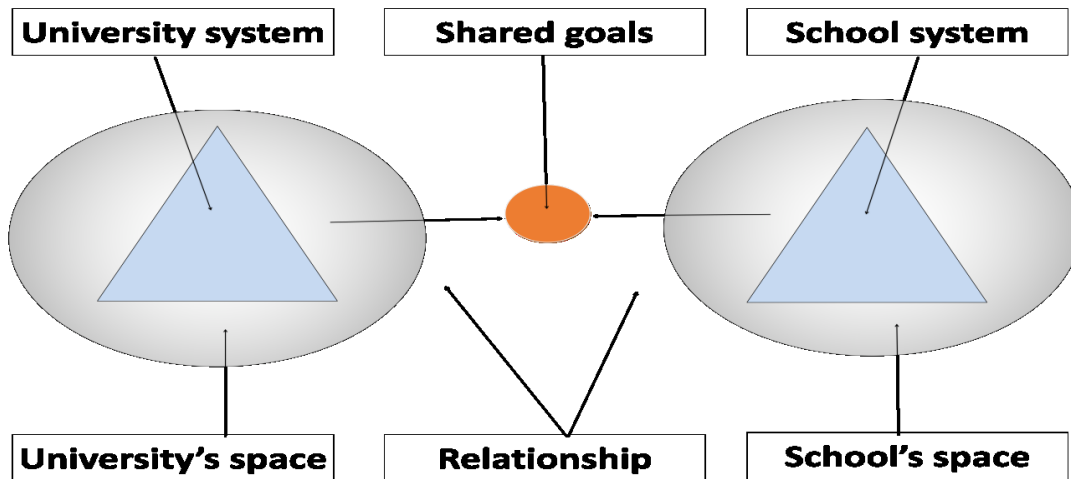 University system
Shared goals
School system
University’s space
Relationship
School’s space